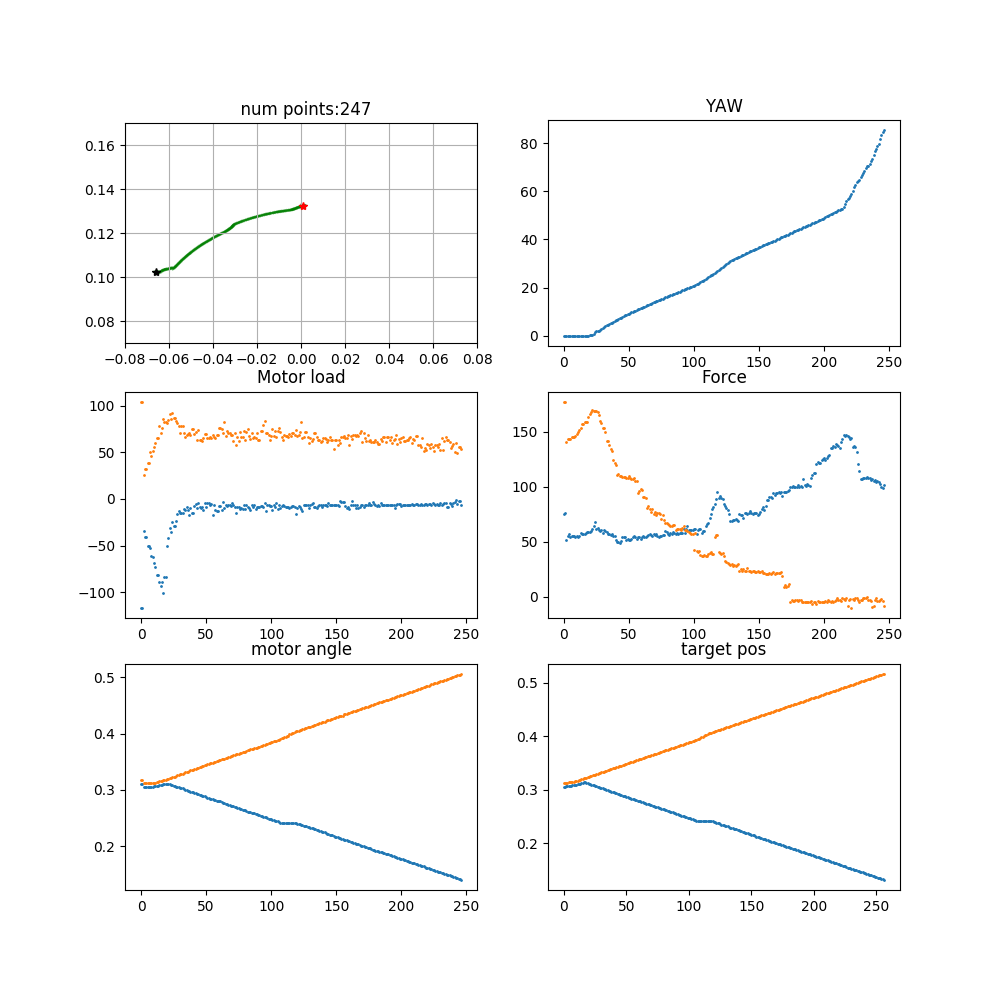 num points:247
0.16
0.14
0.12
0.10
0.08
−0.08 −0.06 −0.04 −0.02 0.00 0.02 0.04 0.06 0.08
YAW
80
60
40
20
0
0 50 100 150 200 250
Motor load
100
50
0
−50
−100
0 50 100 150 200 250
Force
150
100
50
0
0 50 100 150 200 250
motor angle
0.5
0.4
0.3
0.2
0 50 100 150 200 250
target pos
0.5
0.4
0.3
0.2
0 50 100 150 200 250